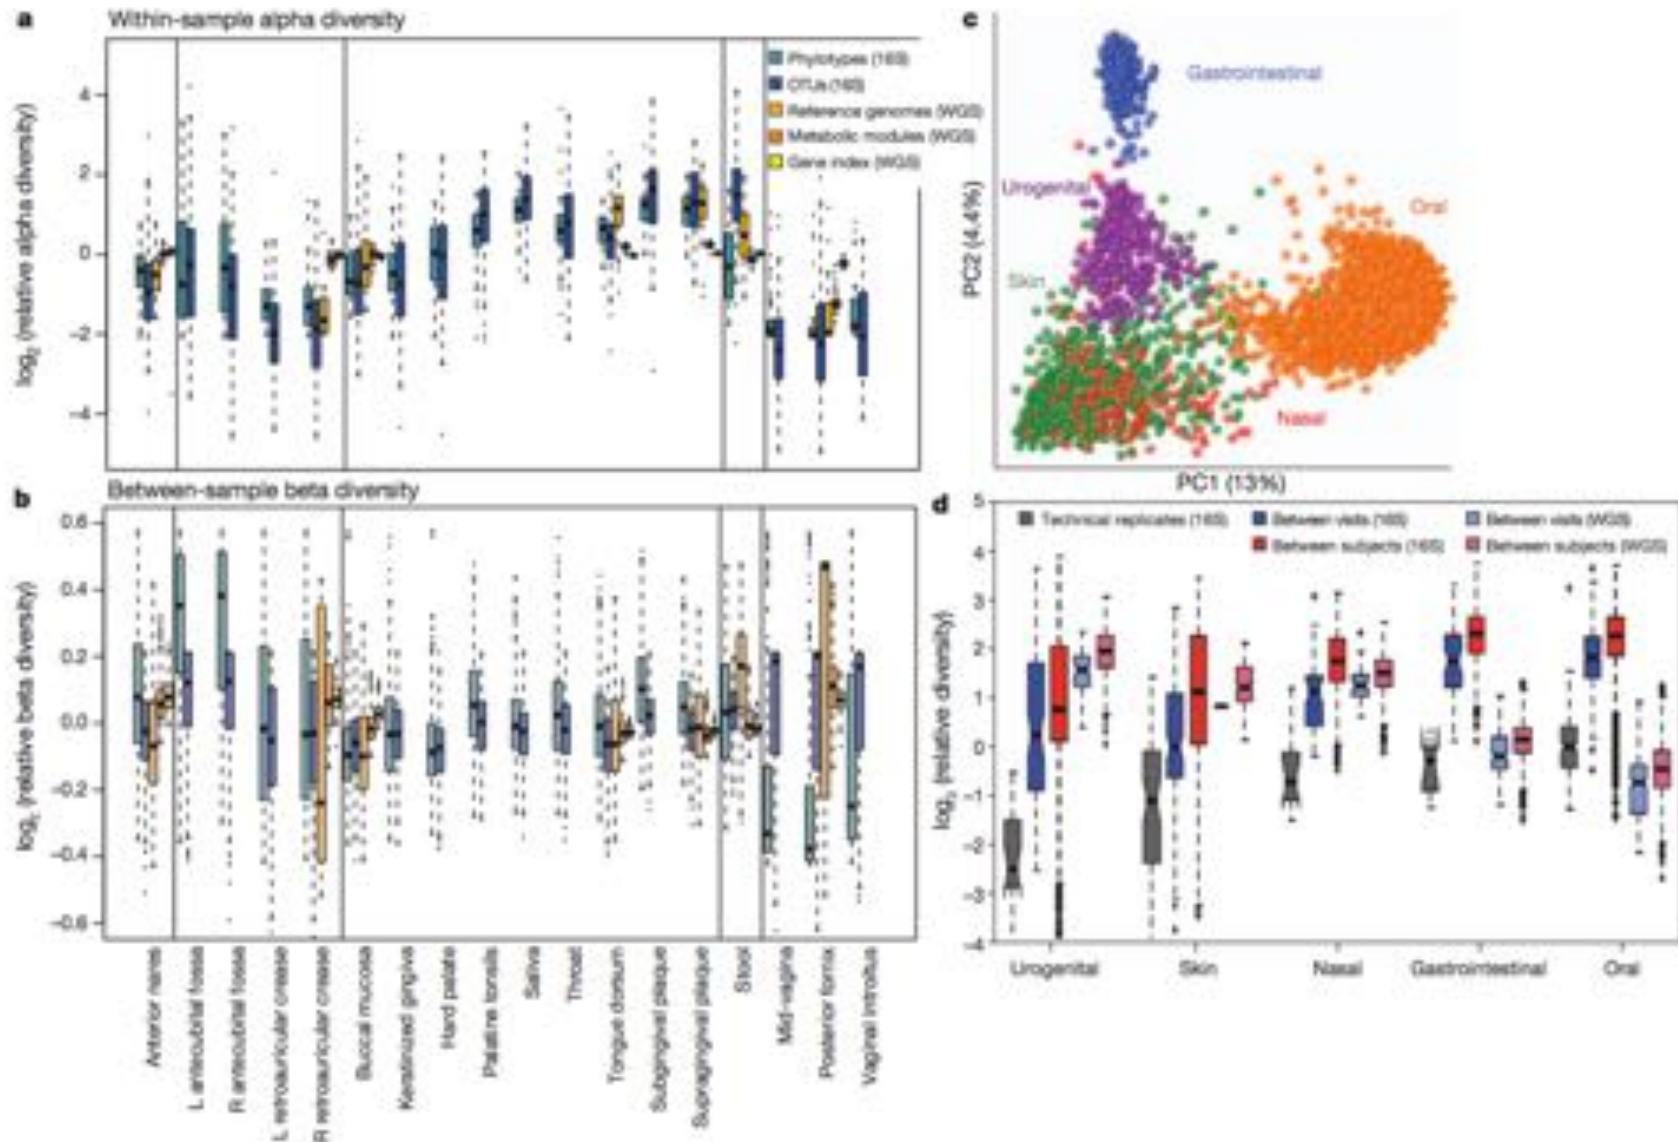 a Within-sample alpha diversity
log2 (relative alpha diversity)
4
2
0
−2
−4
Phylotypes (16S)
OTUs (16S)
Reference genomes (WGS)
Metabolic modules (WGS)
Gene index (WGS)
b Between-sample beta diversity
log2 (relative beta diversity)
0.6
0.4
0.2
0.0
−0.2
−0.4
−0.6
Anterior nares
L antecubital fossa
R antecubital fossa
L retroauricular crease
R retroauricular crease
Buccal mucosa
Keratinized gingiva
Hard palate
Palatine tonsils
Saliva
Throat
Tongue dorsum
Subgingival plaque
Supragingival plaque
Stool
Mid-vagina
Posterior fornix
Vaginal introitus
c
PC2 (4.4%)
Gastrointestinal
Urogenital
Oral
Skin
Nasal
PC1 (13%)
d
log2 (relative diversity)
5
4
3
2
1
0
−1
−2
−3
−4
Technical replicates (16S)
Between visits (16S)
Between visits (WGS)
Between subjects (16S)
Between subjects (WGS)
Urogenital
Skin
Nasal
Gastrointestinal
Oral